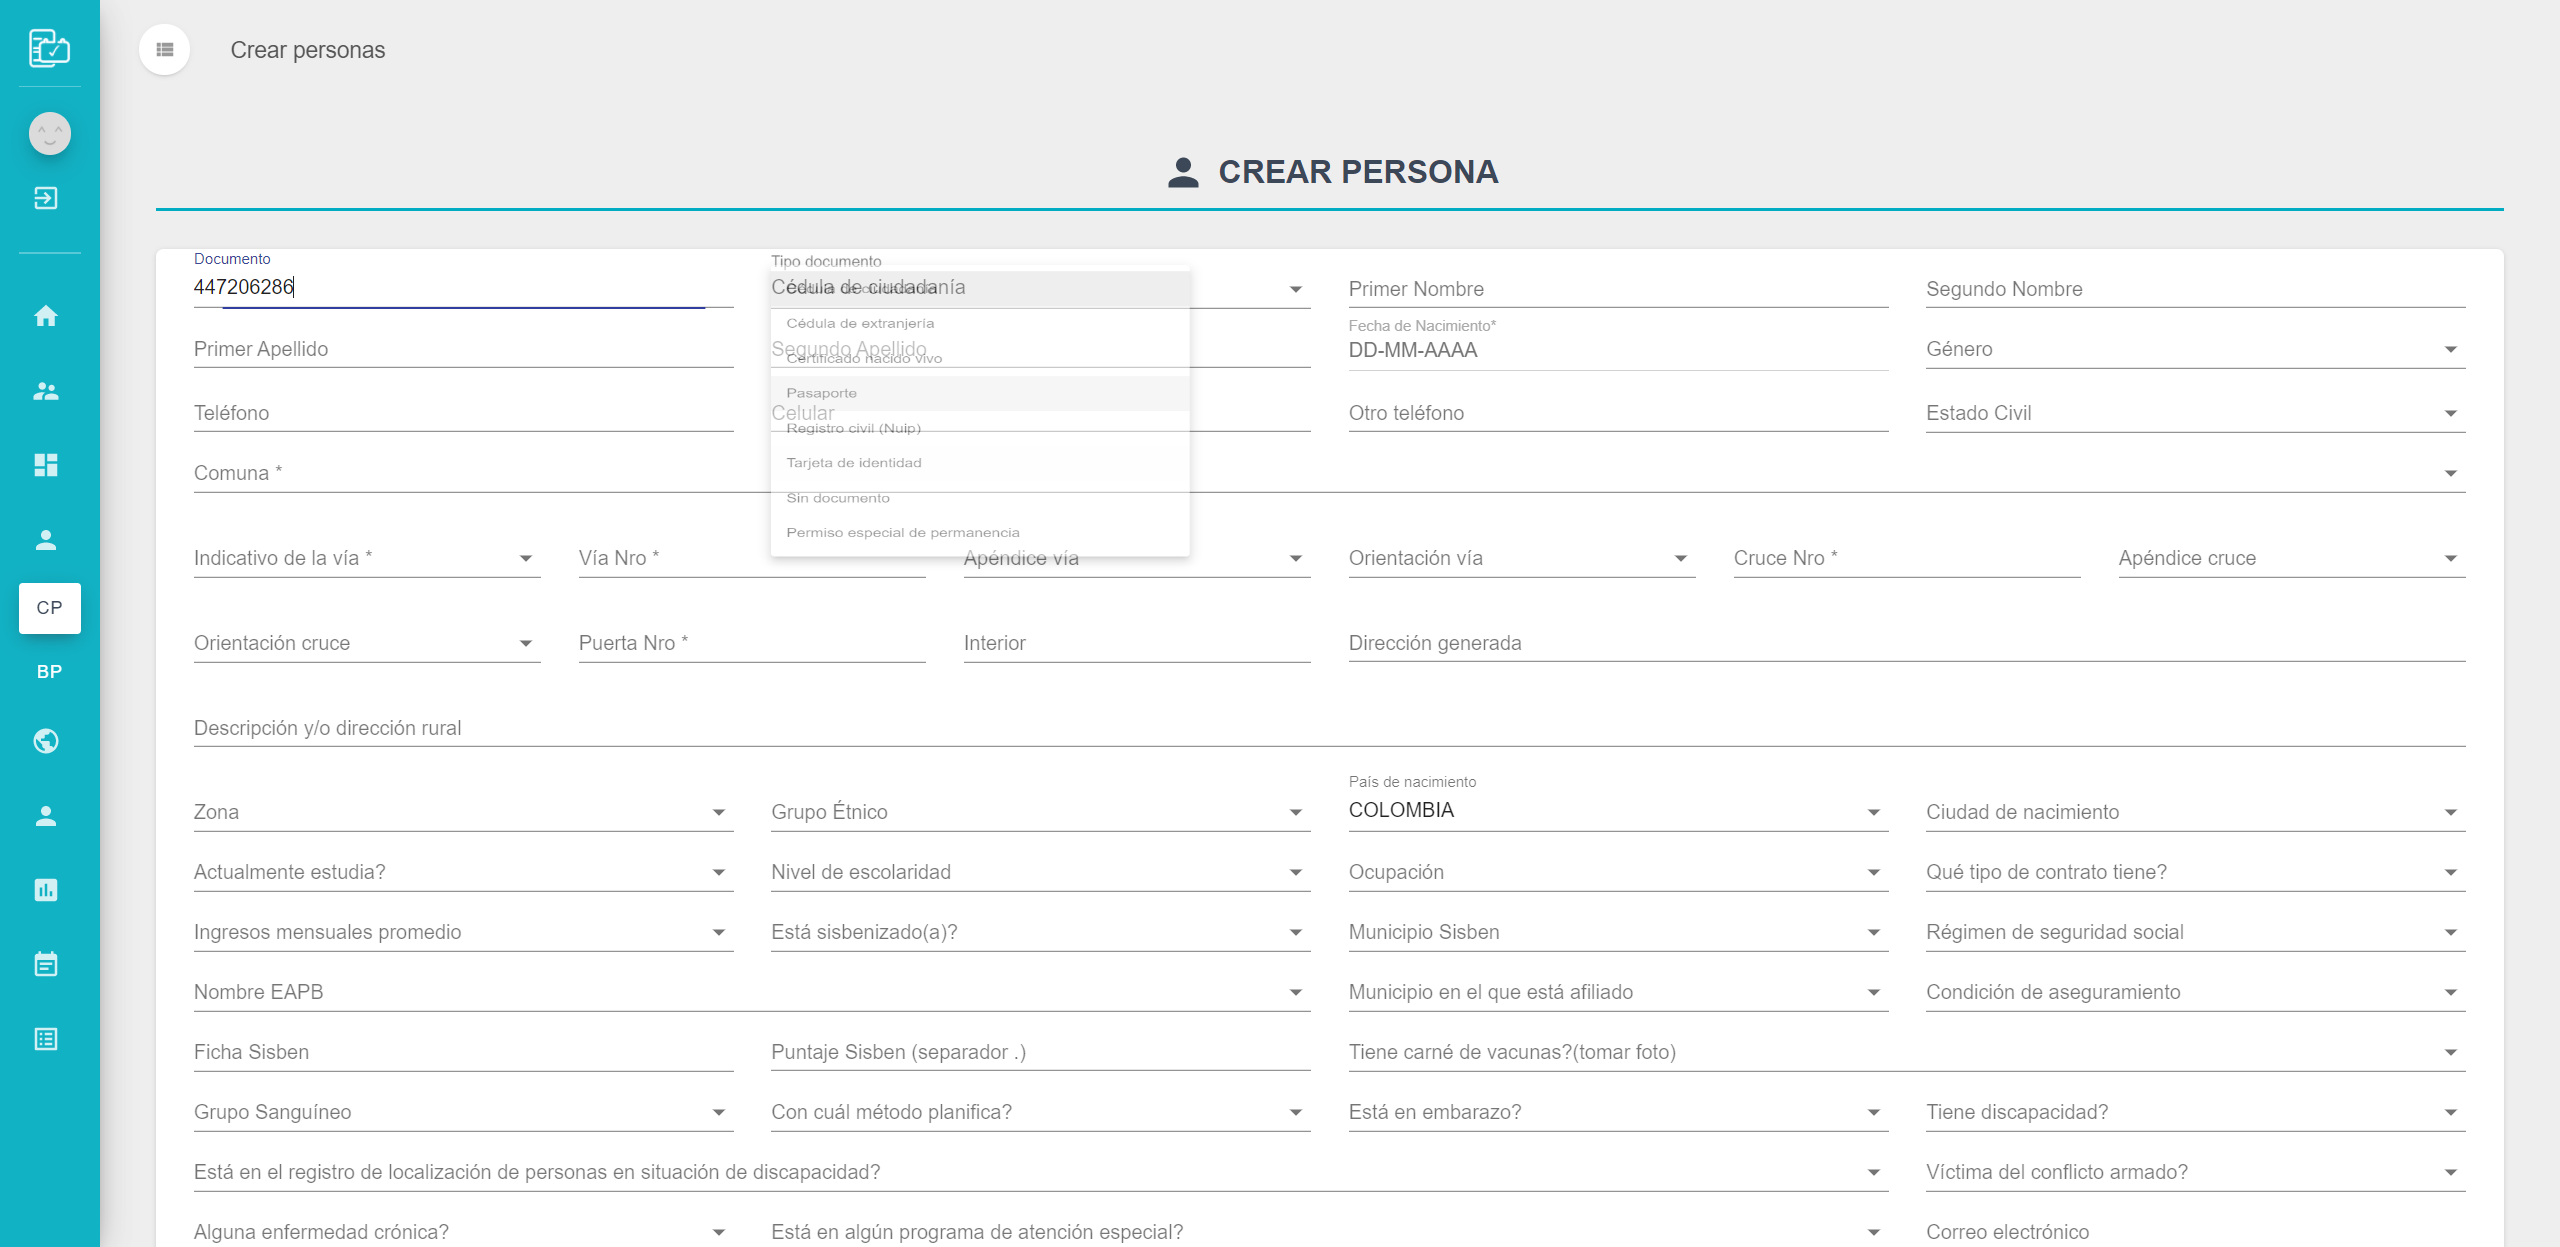 Crear personas
CREAR PERSONA
Documento
447206286
Tipo documento
Cédula de ciudadanía
Cédula de ciudadanía
Cédula de extranjería
Certificado nacido vivo
Pasaporte
Registro civil (Nuip)
Tarjeta de identidad
Sin documento
Permiso especial de permanencia
Primer Nombre
Segundo Nombre
Primer Apellido
Segundo Apellido
Fecha de Nacimiento*
DD-MM-AAAA
Género
Teléfono
Celular
Otro teléfono
Estado Civil
Comuna *
Indicativo de la vía *
Vía Nro *
Apéndice vía
Orientación vía
Cruce Nro *
Apéndice cruce
CP
Orientación cruce
Puerta Nro *
Interior
Dirección generada
BP
Descripción y/o dirección rural
Zona
Grupo Étnico
País de nacimiento
COLOMBIA
Ciudad de nacimiento
Actualmente estudia?
Nivel de escolaridad
Ocupación
Qué tipo de contrato tiene?
Ingresos mensuales promedio
Está sisbenizado(a)?
Municipio Sisben
Régimen de seguridad social
Nombre EAPB
Municipio en el que está afiliado
Condición de aseguramiento
Ficha Sisben
Puntaje Sisben (separador .)
Tiene carné de vacunas?(tomar foto)
Grupo Sanguíneo
Con cuál método planifica?
Está en embarazo?
Tiene discapacidad?
Está en el registro de localización de personas en situación de discapacidad?
Víctima del conflicto armado?
Alguna enfermedad crónica?
Está en algún programa de atención especial?
Correo electrónico